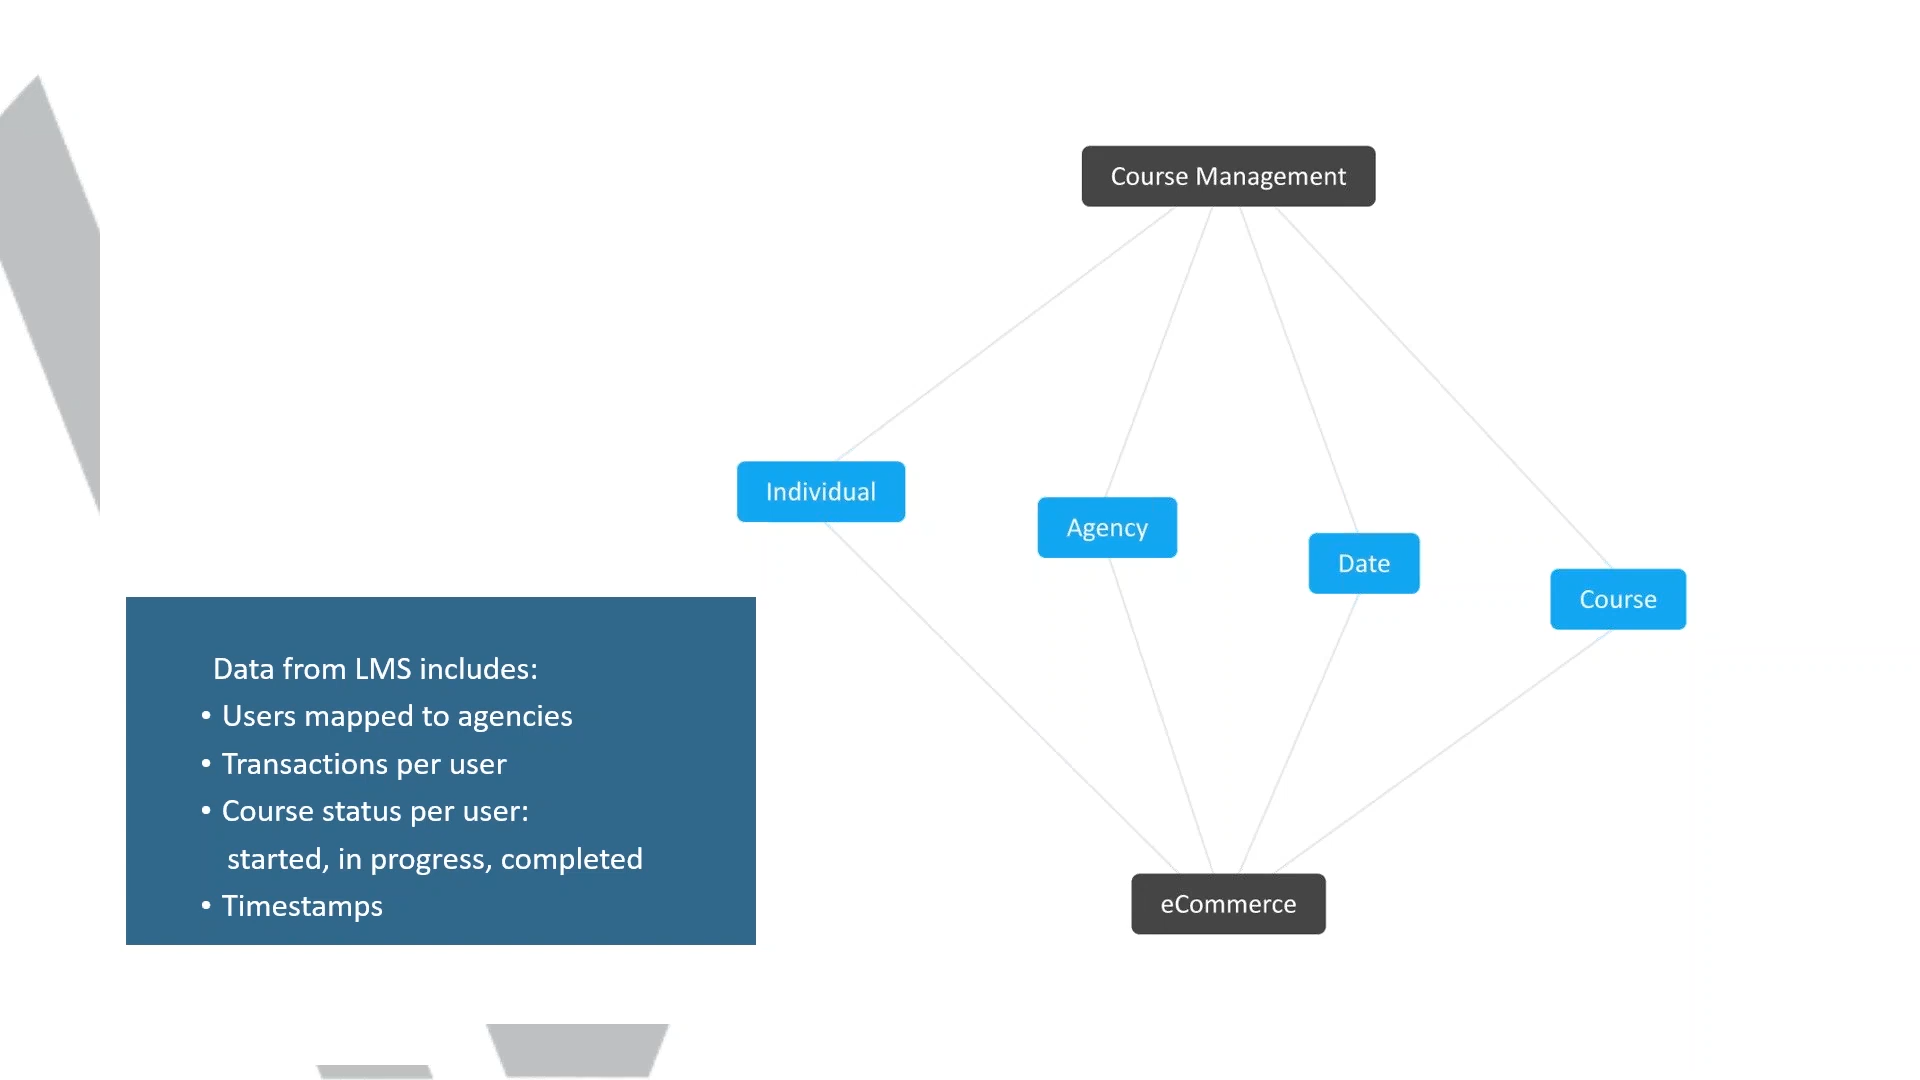 Course Management
Individual
Agency
Date
Course
eCommerce
Data from LMS includes:
• Users mapped to agencies
• Transactions per user
• Course status per user:
started, in progress, completed
• Timestamps